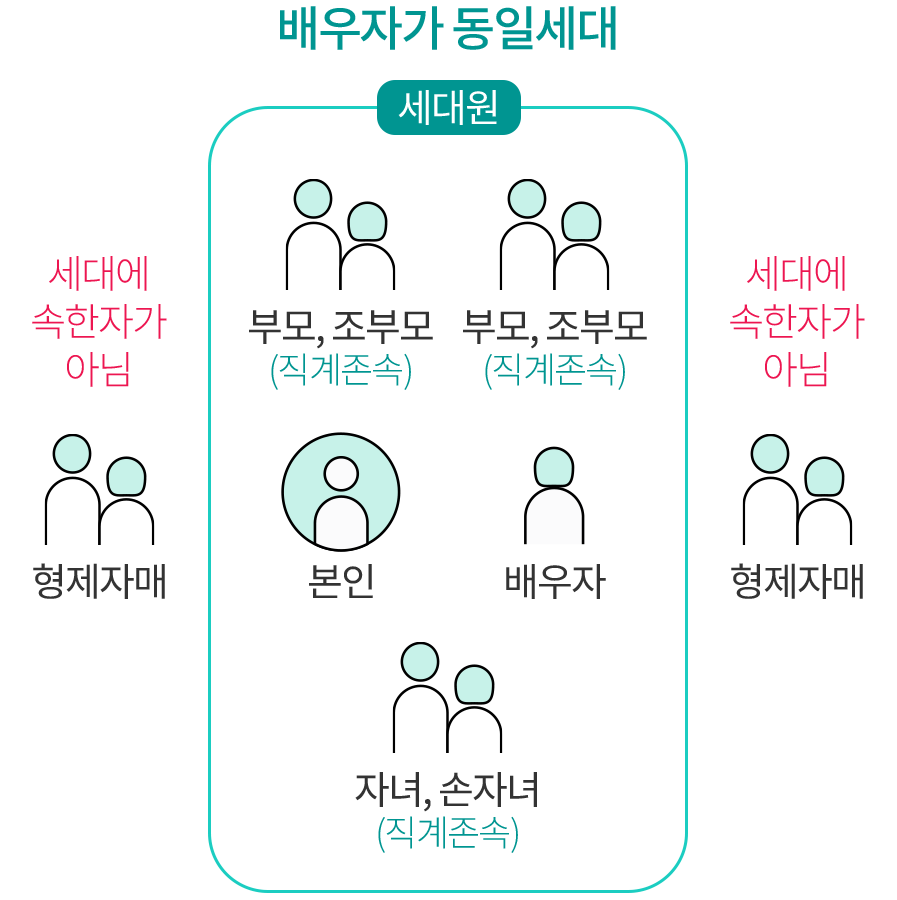 배우자가 동일세대
세대원
부모, 조부모
(직계존속)
부모, 조부모
(직계존속)
세대에
속한자가
아님
형제자매
세대에
속한자가
아님
형제자매
본인
배우자
자녀, 손자녀
(직계존속)